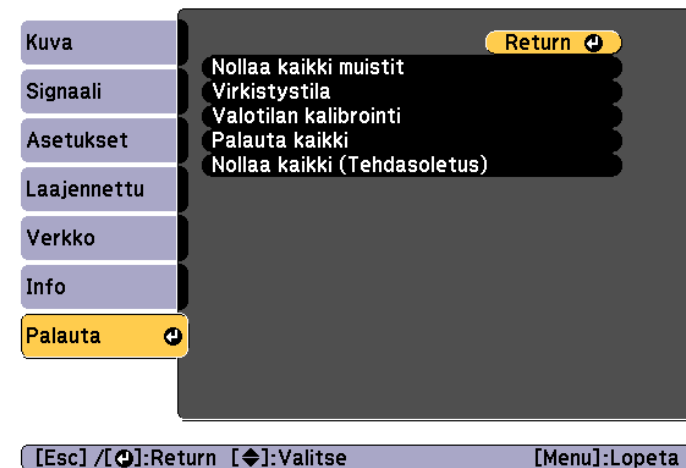 Kuva
Signaali
Asetukset
Laajennettu
Verkko
Info
Palauta
Return
Nollaa kaikki muistit
Virkistystila
Valotilan kalibrointi
Palauta kaikki
Nollaa kaikki (Tehdasoletus)
[Esc] /[⏎]:Return [◆]:Valitse [Menu]:Lopeta